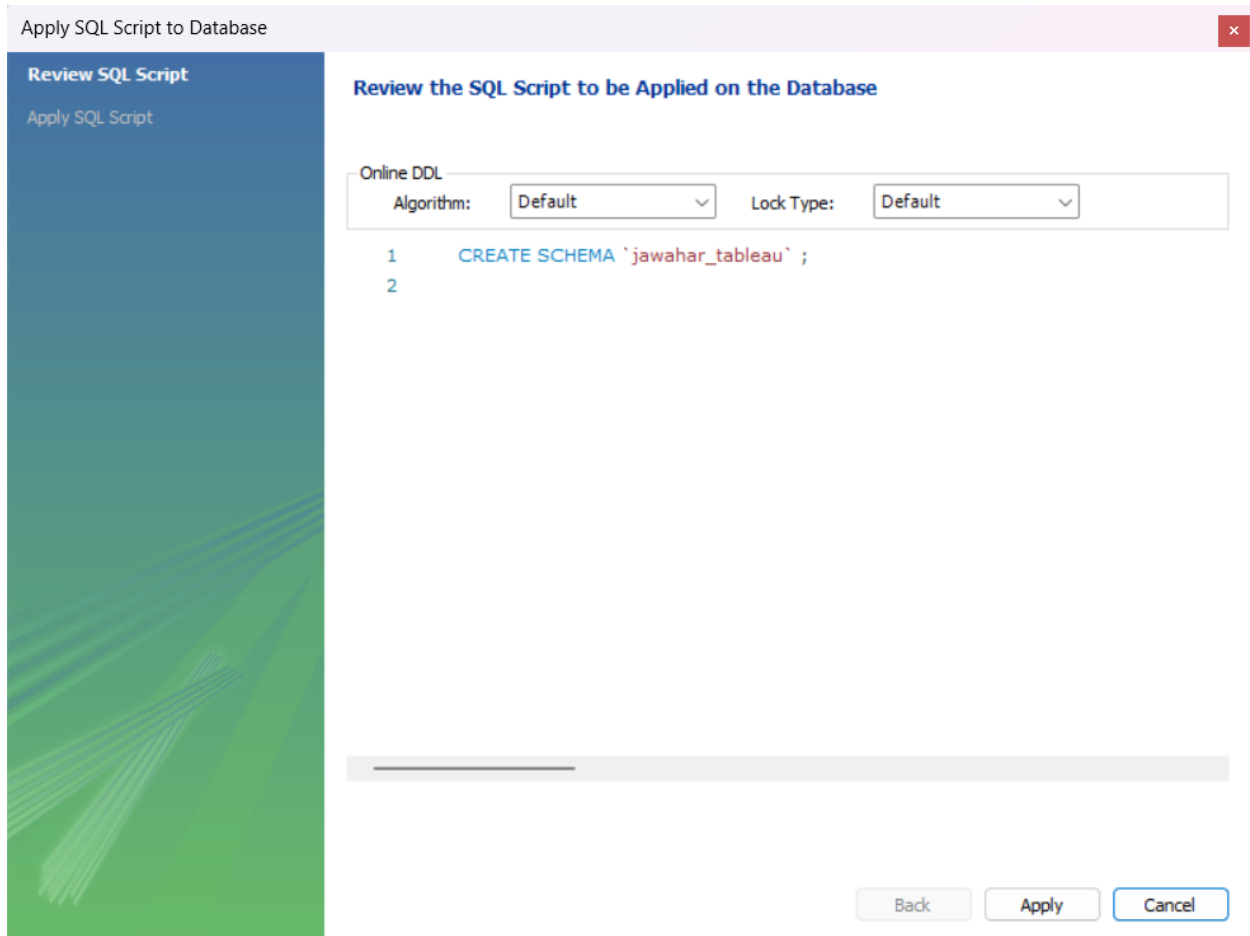 Apply SQL Script to Database
Review SQL Script
Apply SQL Script
Review the SQL Script to be Applied on the Database
Online DDL
Algorithm: Default Lock Type: Default
1 CREATE SCHEMA `jawahar_tableau` ;
2
Back Apply Cancel